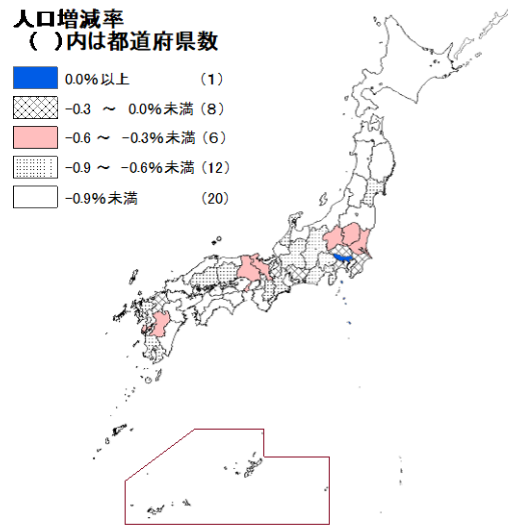 人口増減率
( )内は都道府県数
0.0%以上 (1)
-0.3 ~ 0.0%未満 (8)
-0.6 ~ -0.3%未満 (6)
-0.9 ~ -0.6%未満 (12)
-0.9%未満 (20)